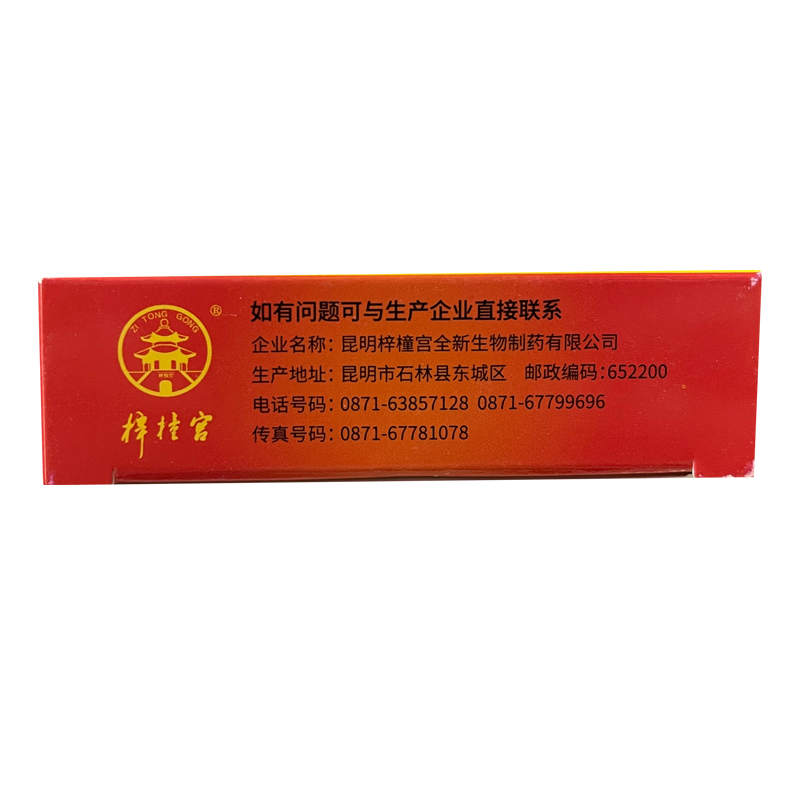 ZI TONG GONG
®
梓橦宫
如有问题可与生产企业直接联系
企业名称：昆明梓橦宫全新生物制药有限公司
生产地址：昆明市石林县东城区 邮政编码：652200
电话号码：0871-63857128 0871-67799696
传真号码：0871-67781078